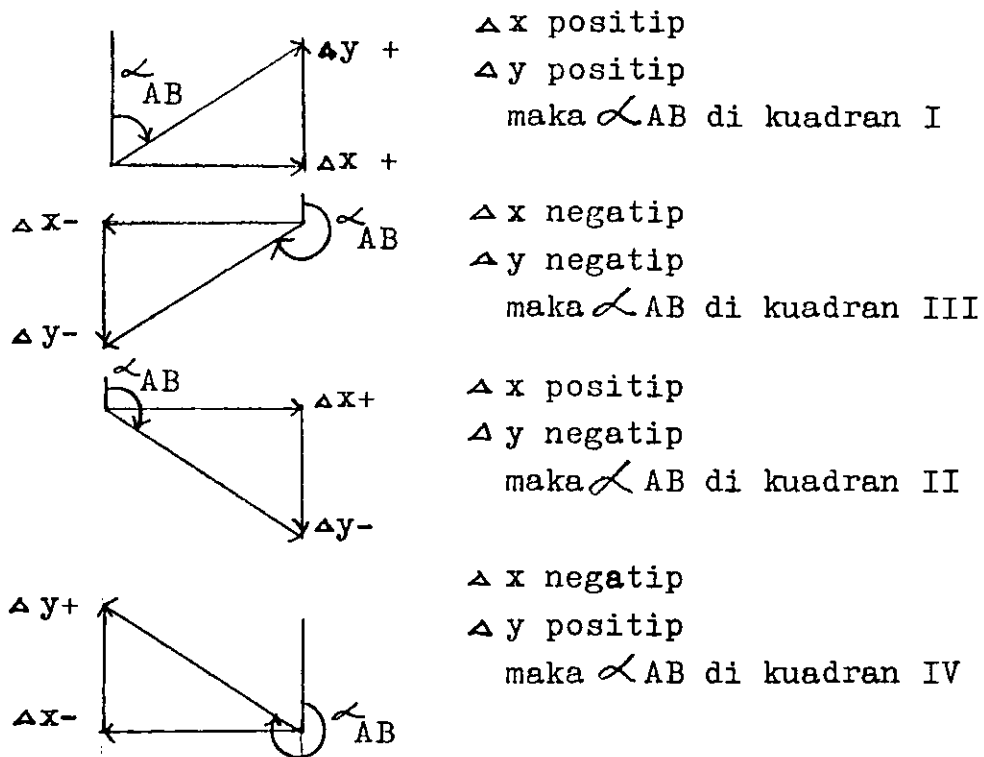 Δy +
αAB
Δx +
Δx positip
Δy positip
maka αAB di kuadran I
Δx-
αAB
Δy-
Δx negatip
Δy negatip
maka αAB di kuadran III
αAB
Δx+
Δy-
Δx positip
Δy negatip
maka αAB di kuadran II
Δy+
Δx-
αAB
Δx negatip
Δy positip
maka αAB di kuadran IV